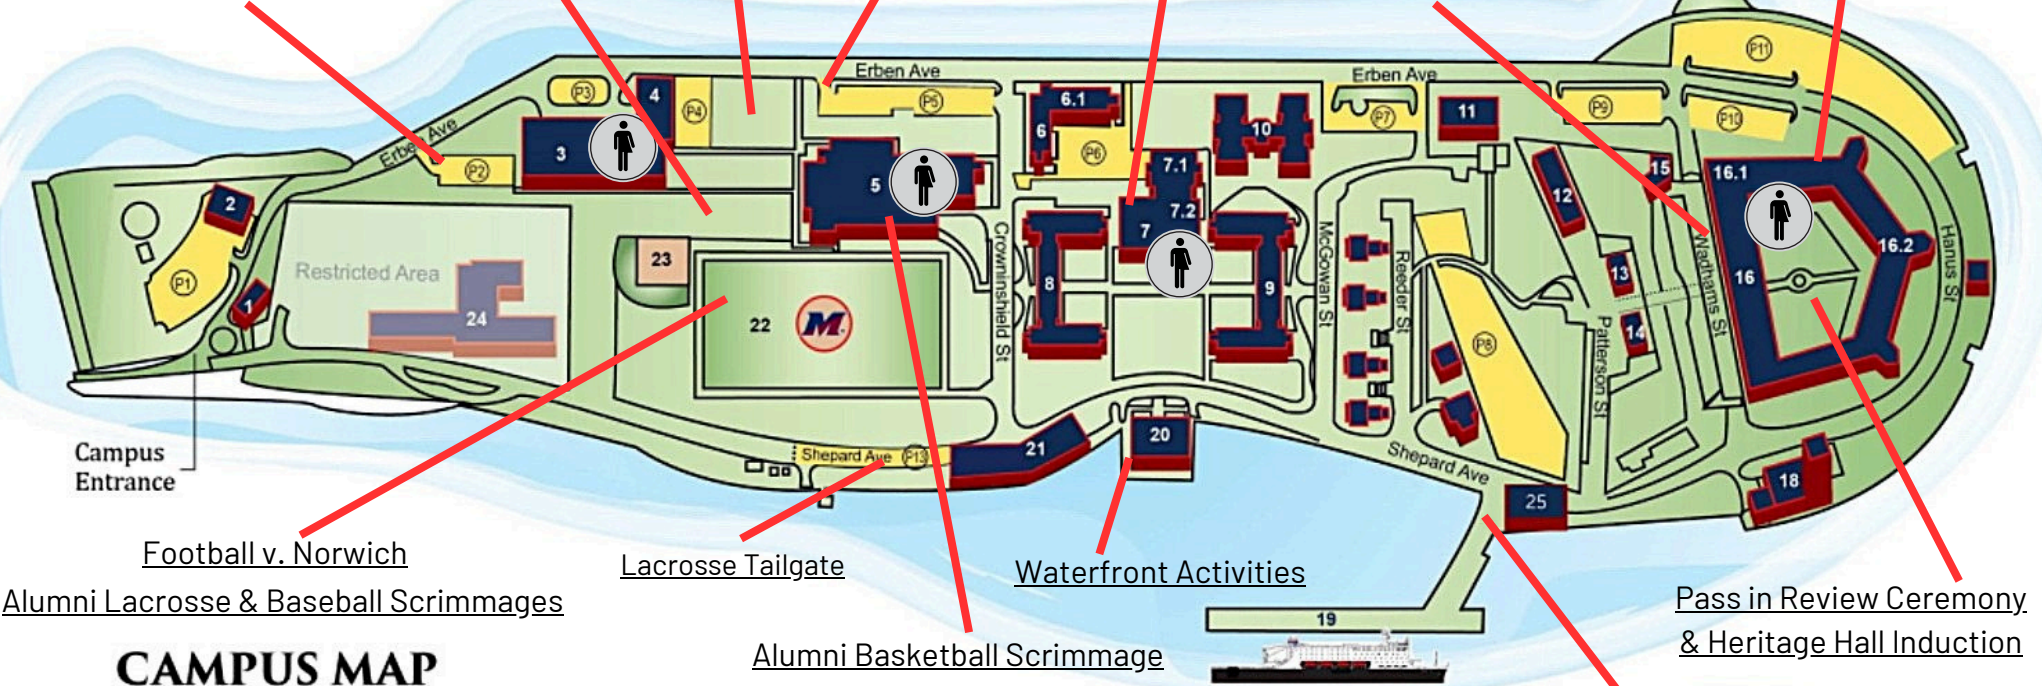 Erben Ave
Erben Ave
P11
P3
4
P4
P5
6.1
P7
11
P9
P10
6
10
Erben Ave
3
P6
7.1
15
16.1
P2
5
12
2
7.2
7
16.2
Restricted Area
23
Crowninshield St
McGowan St
Reeder St
Wadhams St
Hanus St
P1
1
8
9
13
16
24
22
M
14
P8
Patterson St
Campus
Entrance
Shepard Ave P13
21
20
Shepard Ave
18
25
19
Football v. Norwich
Alumni Lacrosse & Baseball Scrimmages
Lacrosse Tailgate
Waterfront Activities
Alumni Basketball Scrimmage
Pass in Review Ceremony
& Heritage Hall Induction
CAMPUS MAP